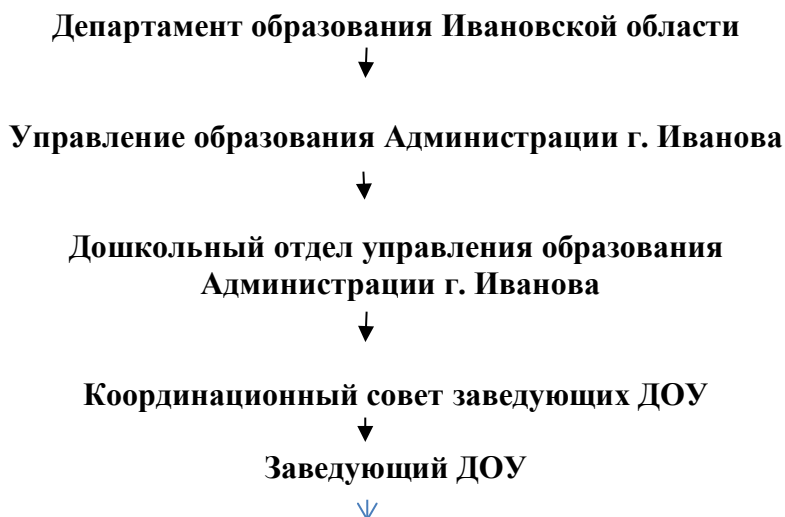 Департамент образования Ивановской области
Управление образования Администрации г. Иванова
Дошкольный отдел управления образования
Администрации г. Иванова
Координационный совет заведующих ДОУ
Заведующий ДОУ